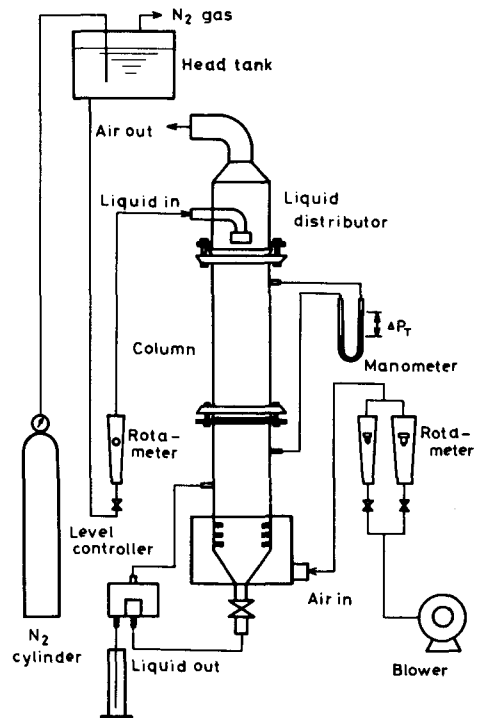 N2 gas
Head tank
Air out
Liquid in
Liquid
distributor
ΔPT
Column
Manometer
Rota-
meter
Rota-
meter
Level
controller
Air in
N2
cylinder
Liquid out
Blower